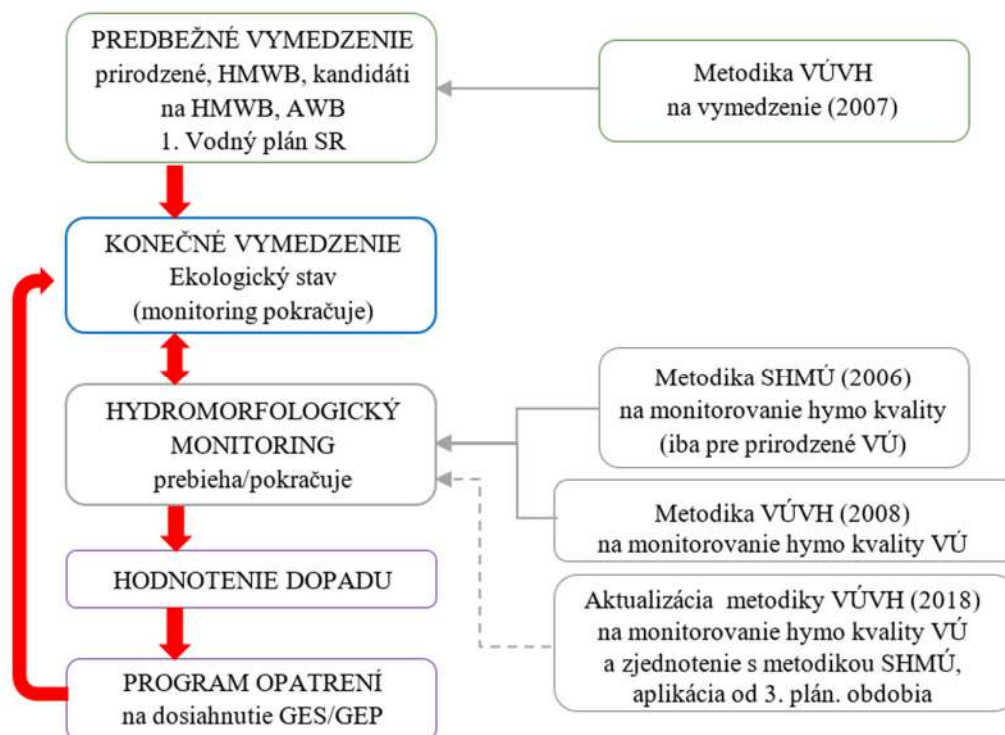 PREDBEŽNÉ VYMEDZENIE
prirodzené, HMWB, kandidáti
na HMWB, AWB
1. Vodný plán SR
Metodika VÚVH
na vymedzenie (2007)
KONEČNÉ VYMEDZENIE
Ekologický stav
(monitoring pokračuje)
HYDROMORFOLOGICKÝ
MONITORING
prebieha/pokračuje
Metodika SHMÚ (2006)
na monitorovanie hymo kvality
(iba pre prirodzené VÚ)
Metodika VÚVH (2008)
na monitorovanie hymo kvality VÚ
HODNOTENIE DOPADU
Aktualizácia metodiky VÚVH (2018)
na monitorovanie hymo kvality VÚ
a zjednotenie s metodikou SHMÚ,
aplikácia od 3. plán. obdobia
PROGRAM OPATRENÍ
na dosiahnutie GES/GEP